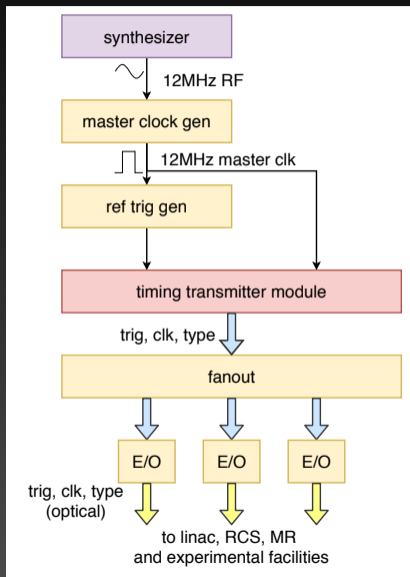 synthesizer
12MHz RF
master clock gen
12MHz master clk
ref trig gen
timing transmitter module
trig, clk, type
fanout
E/O E/O E/O
trig, clk, type
(optical)
to linac, RCS, MR
and experimental facilities